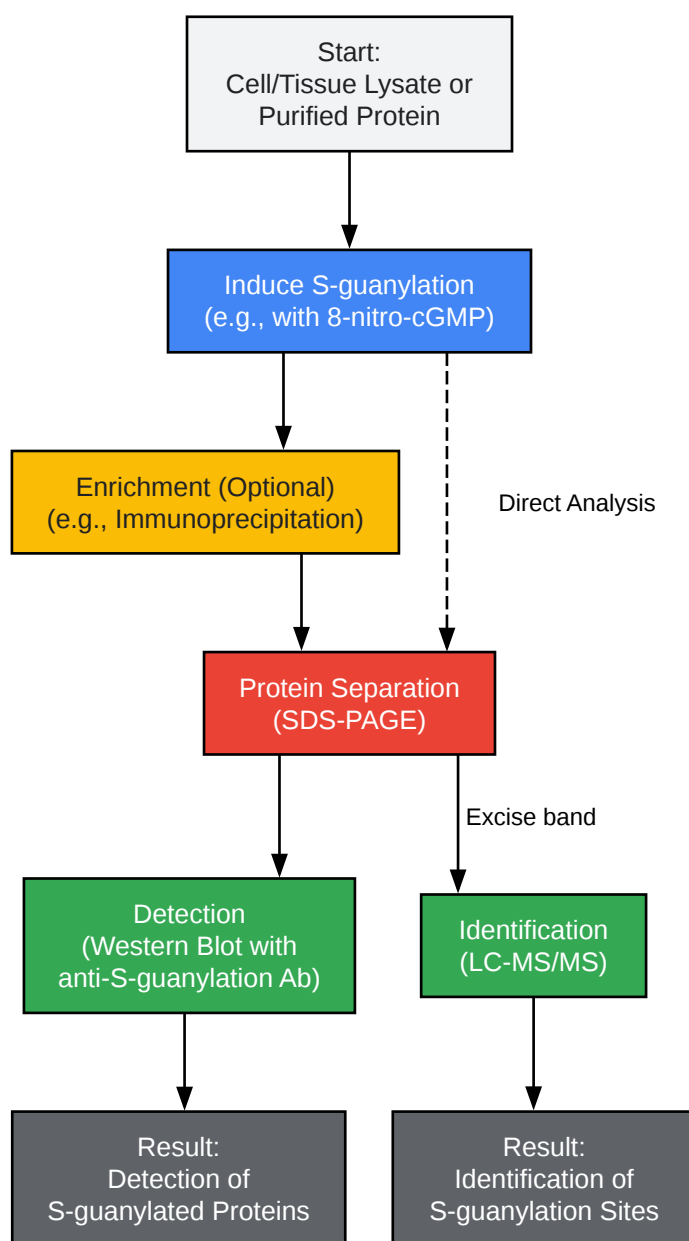 Start:
Cell/Tissue Lysate or
Purified Protein
Induce S-guanylation
(e.g., with 8-nitro-cGMP)
Enrichment (Optional)
(e.g., Immunoprecipitation)
Direct Analysis
Protein Separation
(SDS-PAGE)
Excise band
Detection
(Western Blot with
anti-S-guanylation Ab)
Identification
(LC-MS/MS)
Result:
Detection of
S-guanylated Proteins
Result:
Identification of
S-guanylation Sites